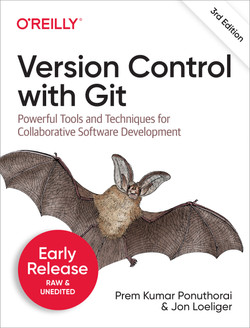 O'REILLY®
3rd Edition
Version Control
with Git
Powerful Tools and Techniques for
Collaborative Software Development
Early
Release
RAW &
UNEDITED
Prem Kumar Ponuthorai
& Jon Loeliger